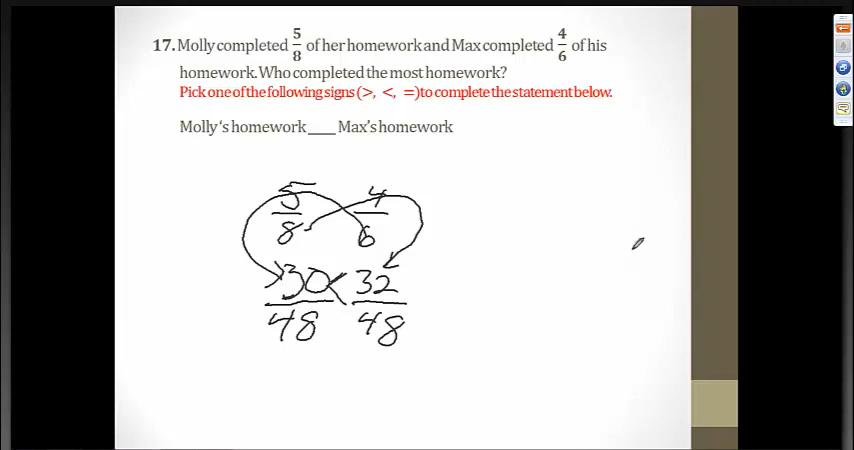 17. Molly completed 5/8 of her homework and Max completed 4/6 of his
homework. Who completed the most homework?
Pick one of the following signs (>, <, =) to complete the statement below.
Molly's homework ___ Max's homework
5/8 4/6
30/48 < 32/48